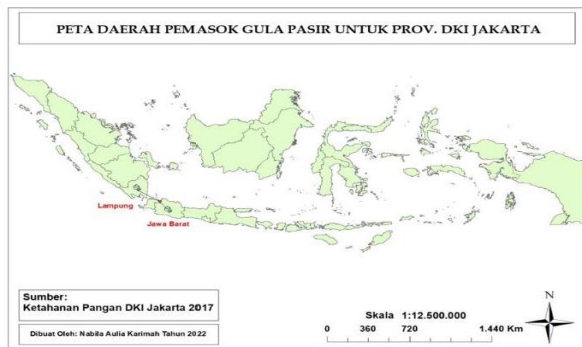 PETA DAERAH PEMASOK GULA PASIR UNTUK PROV. DKI JAKARTA
Lampung
Jawa Barat
Sumber:
Ketahanan Pangan DKI Jakarta 2017
Dibuat Oleh: Nabila Aulia Karimah Tahun 2022
Skala 1:12.500.000
0 360 720 1.440 Km
N